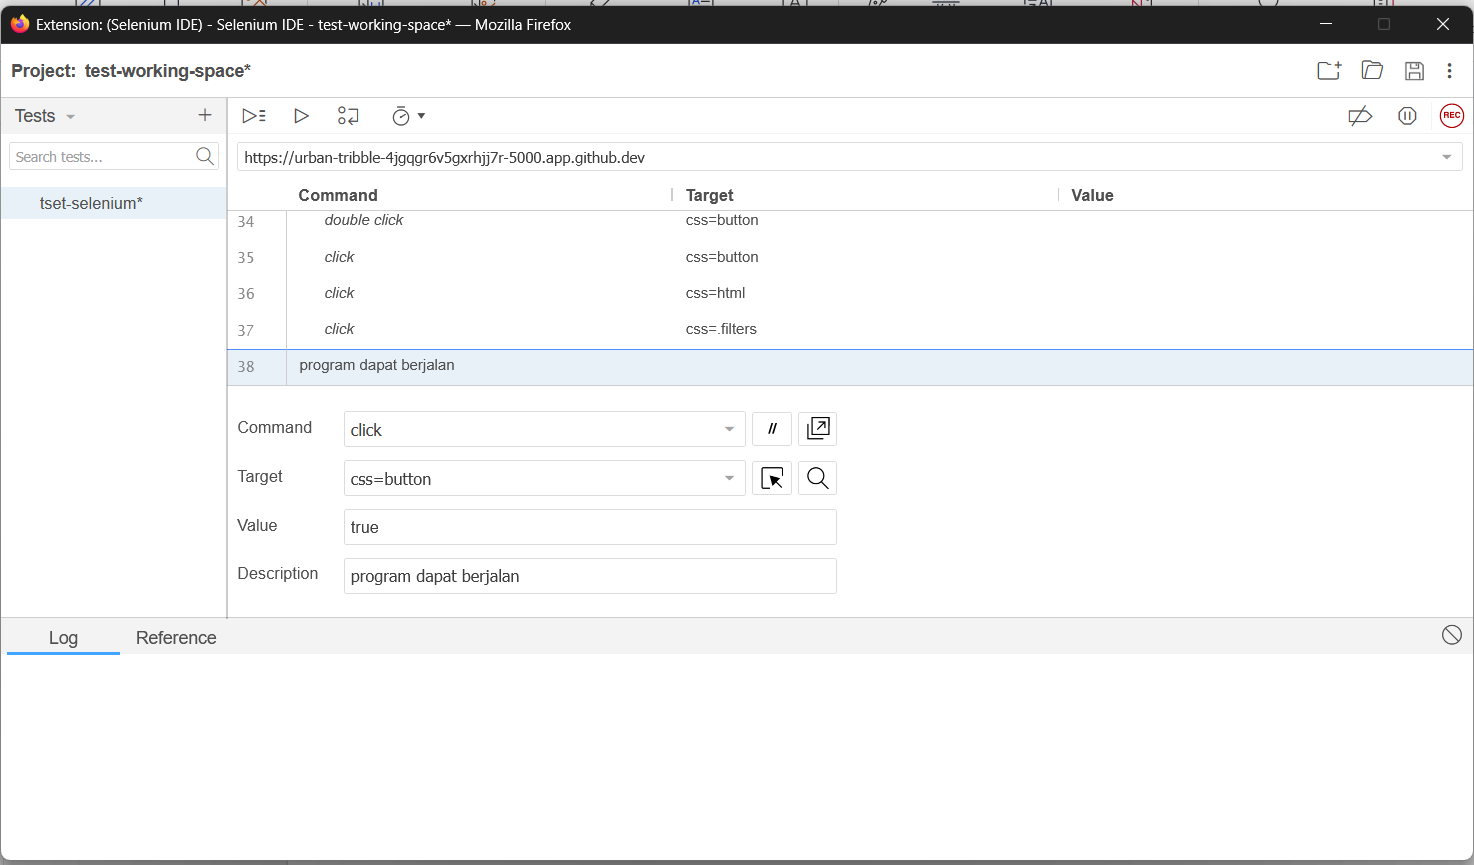 Extension: (Selenium IDE) - Selenium IDE - test-working-space* — Mozilla Firefox
Project: test-working-space*
Tests
Search tests...
tset-selenium*
REC
https://urban-tribble-4jgqgr6v5gxrhjj7r-5000.app.github.dev
Command Target Value
34 double click css=button
35 click css=button
36 click css=html
37 click css=.filters
38 program dapat berjalan
Command click //
Target css=button
Value true
Description program dapat berjalan
Log Reference